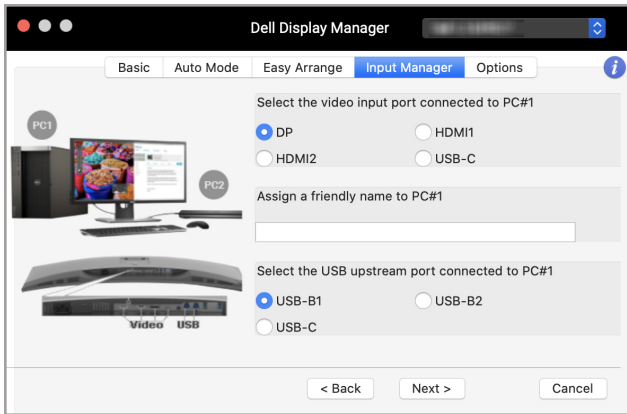 Dell Display Manager
Basic
Auto Mode
Easy Arrange
Input Manager
Options
i
Select the video input port connected to PC#1
DP
HDMI1
HDMI2
USB-C
PC1
PC2
Assign a friendly name to PC#1
Select the USB upstream port connected to PC#1
USB-B1
USB-B2
USB-C
Video
USB
< Back
Next >
Cancel